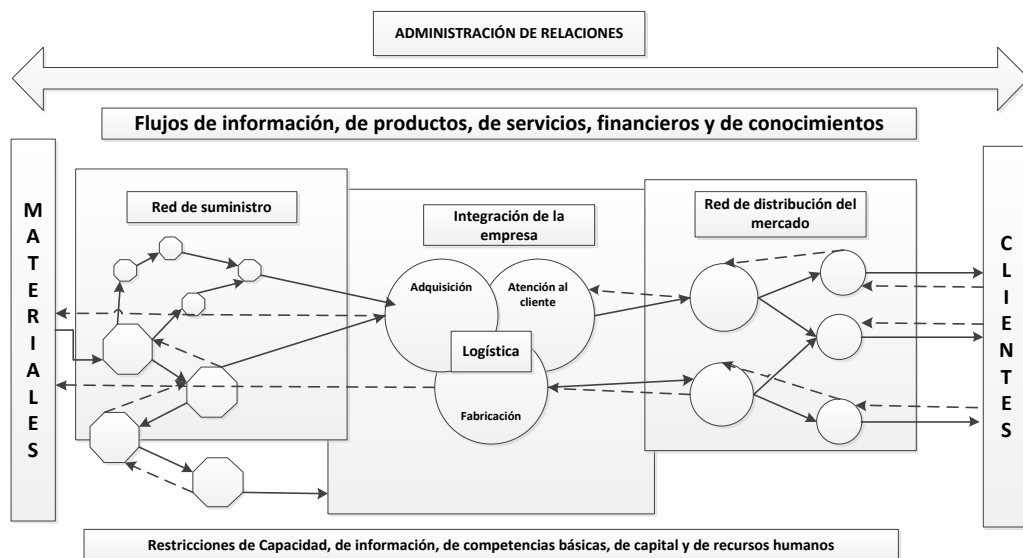 ADMINISTRACIÓN DE RELACIONES
Flujos de información, de productos, de servicios, financieros y de conocimientos
MATERIALES
Red de suministro
Integración de la
empresa
Red de distribución del
mercado
CLIENTES
Adquisición
Atención al
cliente
Logística
Fabricación
Restricciones de Capacidad, de información, de competencias básicas, de capital y de recursos humanos